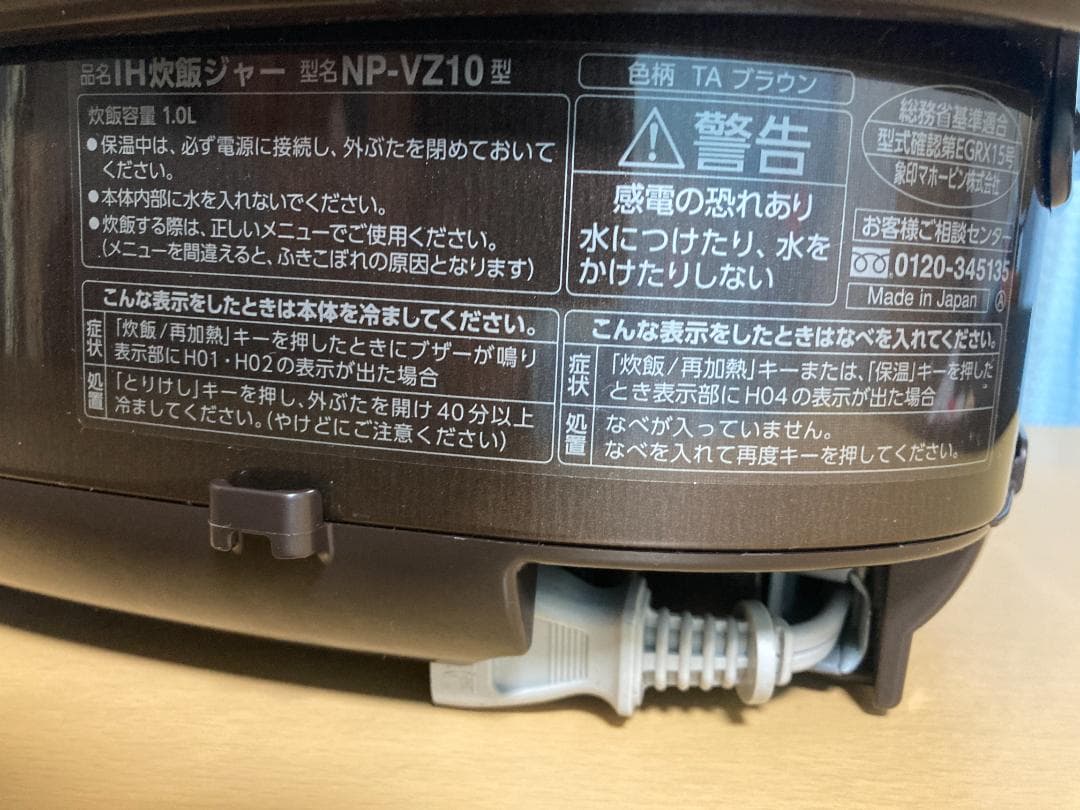 品名 IH炊飯ジャー 型名 NP-VZ10 型
色柄 TA ブラウン
炊飯容量 1.0L
●保温中は、必ず電源に接続し、外ぶたを閉めておいて
ください。
●本体内部に水を入れないでください。
●炊飯する際は、正しいメニューでご使用ください。
(メニューを間違えると、ふきこぼれの原因となります)
警告
感電の恐れあり
水につけたり、水を
かけたりしない
総務省基準適合
型式確認第EGRX15号
象印マホービン株式会社
お客様ご相談センター
0120-345135
Made in Japan Ⓐ
こんな表示をしたときは本体を冷ましてください。
症状
「炊飯/再加熱」キーを押したときにブザーが鳴り
表示部にH01・H02の表示が出た場合
処置
「とりけし」キーを押し、外ぶたを開け40分以上
冷ましてください。(やけどにご注意ください)
こんな表示をしたときはなべを入れてください。
症状
「炊飯/再加熱」キーまたは、「保温」キーを押した
とき表示部にH04の表示が出た場合
処置
なべが入っていません。
なべを入れて再度キーを押してください。